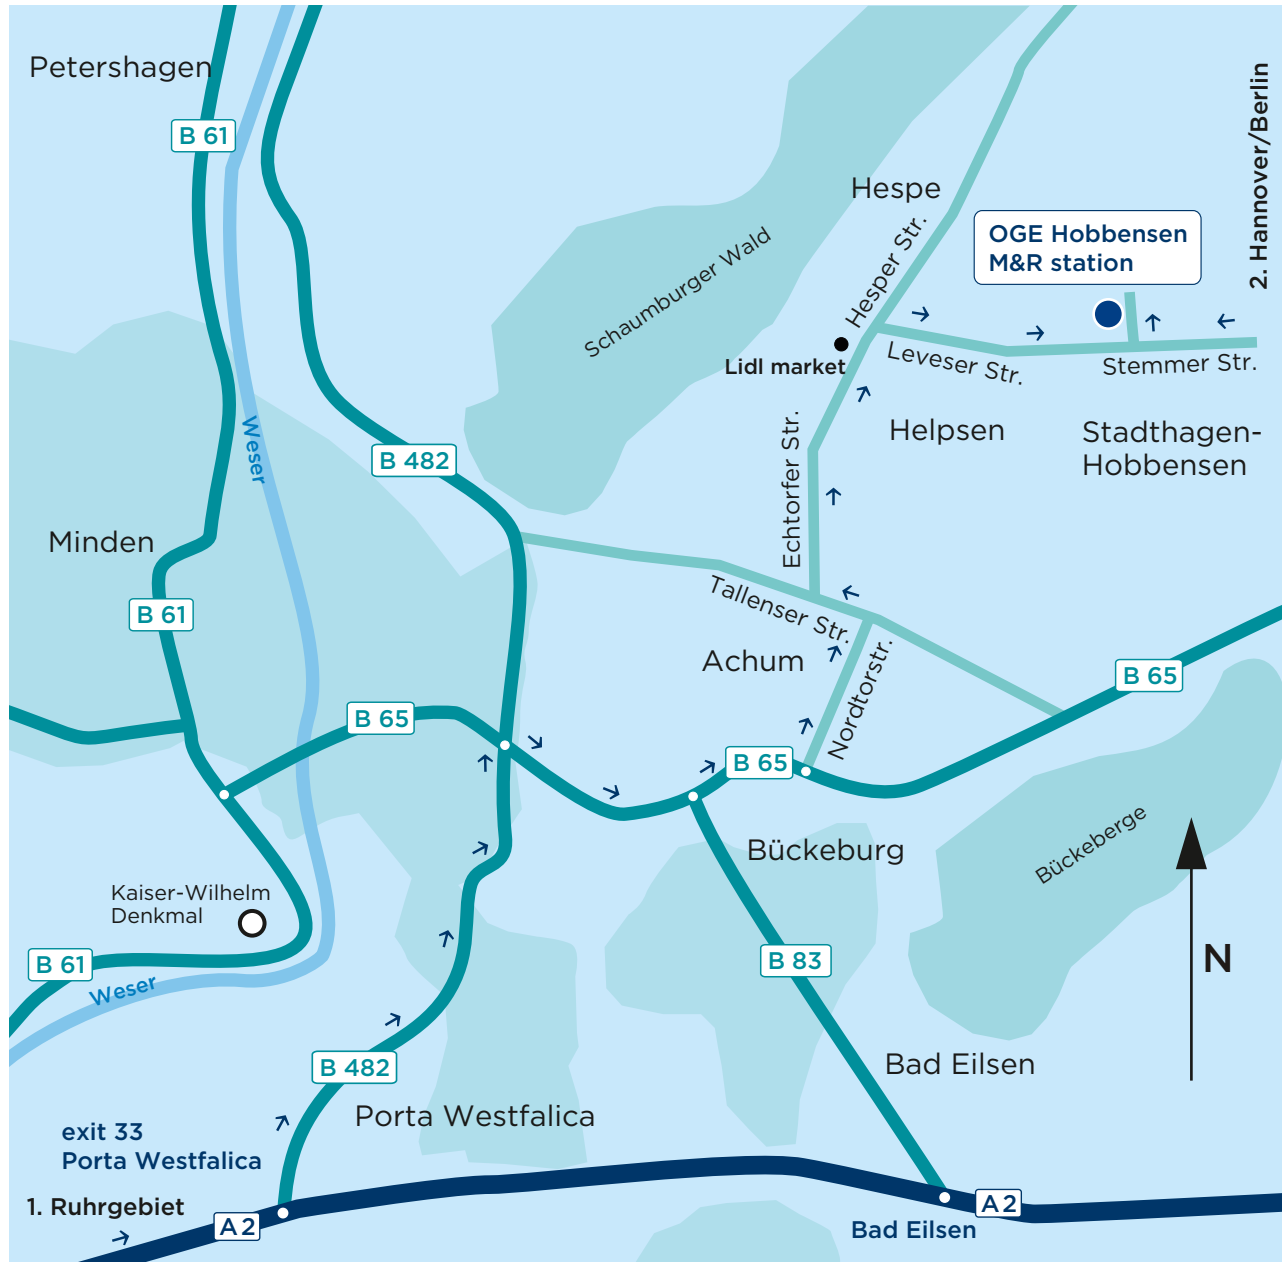 Petershagen
B 61
2. Hannover/Berlin
Hespe
Hesper Str.
OGE Hobbensen
M&R station
Schaumburger Wald
Lidl market
Leveser Str.
Stemmer Str.
Weser
B 482
Echtorfer Str.
Helpsen
Stadthagen-
Hobbensen
Minden
B 61
Tallenser Str.
Achum
Nordtorstr.
B 65
B 65
B 65
Bückeburg
Bückeberge
Kaiser-Wilhelm
Denkmal
B 61
Weser
B 83
N
B 482
Bad Eilsen
Porta Westfalica
exit 33
Porta Westfalica
1. Ruhrgebiet
A 2
A 2
Bad Eilsen